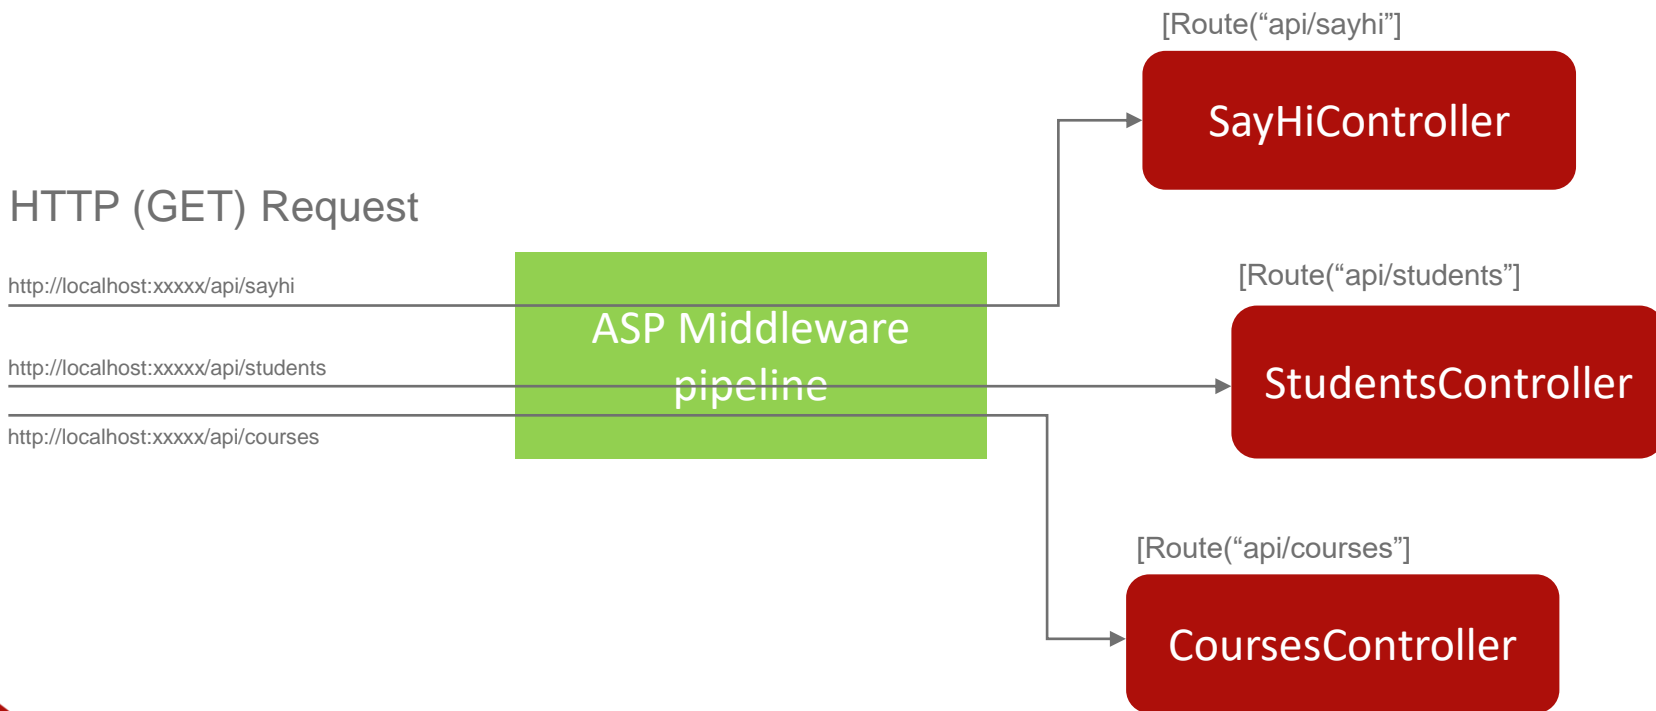 [Route(“api/sayhi”]
SayHiController
HTTP (GET) Request
http://localhost:xxxxx/api/sayhi
ASP Middleware
pipeline
http://localhost:xxxxx/api/students
http://localhost:xxxxx/api/courses
[Route(“api/students”]
StudentsController
[Route(“api/courses”]
CoursesController